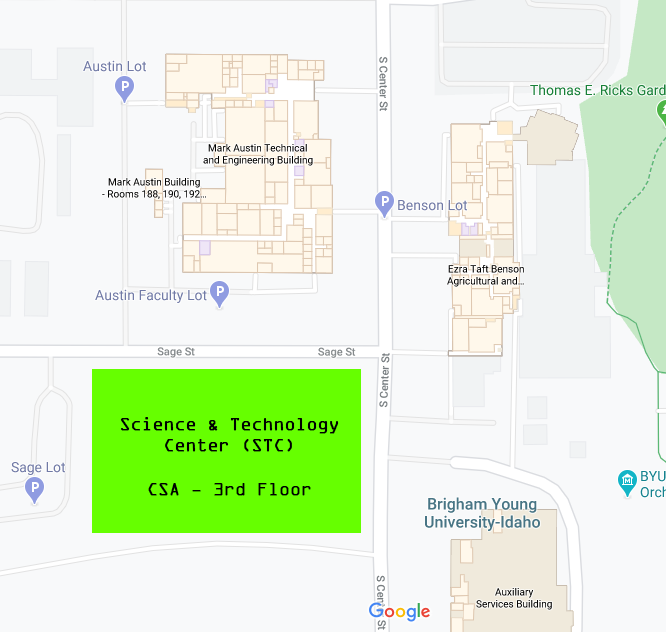 Austin Lot
P
S Center St
Thomas E. Ricks Gard
Mark Austin Technical
and Engineering Building
Mark Austin Building
- Rooms 188, 190, 192...
P
Benson Lot
Ezra Taft Benson
Agricultural and...
Austin Faculty Lot
P
Sage St
Sage St
S Center St
Science & Technology
Center (STC)
CSA - 3rd Floor
Sage Lot
P
BYU
Orch
Brigham Young
University-Idaho
S Center St
Google
Auxiliary
Services Building